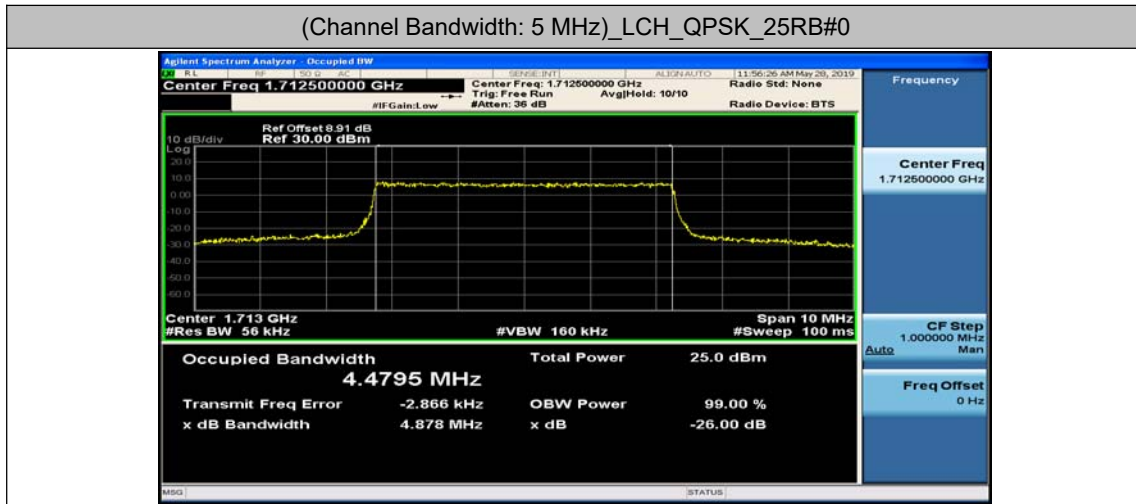 (Channel Bandwidth: 5 MHz)_LCH_QPSK_25RB#0
Agilent Spectrum Analyzer - Occupied BW
RL RF 50 Ω AC SENSE:INT ALIGN AUTO 11:56:26 AM May 28, 2019
Center Freq 1.712500000 GHz
Center Freq: 1.712500000 GHz
Radio Std: None
Trig: Free Run Avg|Hold: 10/10
#IFGain:Low #Atten: 36 dB Radio Device: BTS
Frequency
Ref Offset 8.91 dB
10 dB/div Ref 30.00 dBm
Log
20.0
10.0
0.00
-10.0
-20.0
-30.0
-40.0
-50.0
-60.0
Center Freq
1.712500000 GHz
Center 1.713 GHz Span 10 MHz
#Res BW 56 kHz #VBW 160 kHz #Sweep 100 ms
CF Step
1.000000 MHz
Auto Man
Occupied Bandwidth Total Power 25.0 dBm
4.4795 MHz
Freq Offset
0 Hz
Transmit Freq Error -2.866 kHz OBW Power 99.00 %
x dB Bandwidth 4.878 MHz x dB -26.00 dB
MSG STATUS